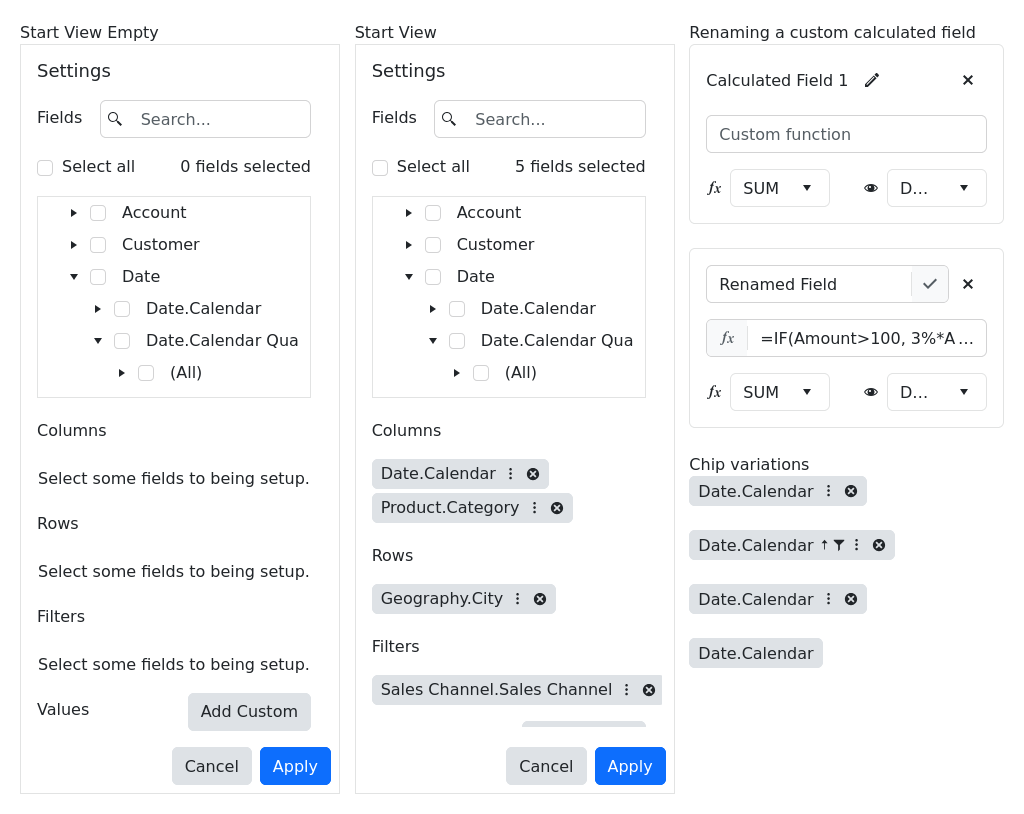 Start View Empty
Settings
Fields
Search...
Select all
0 fields selected
Account
Customer
Date
Date.Calendar
Date.Calendar Qua
(All)
Columns
Select some fields to being setup.
Rows
Select some fields to being setup.
Filters
Select some fields to being setup.
Values
Add Custom
Cancel
Apply
Start View
Settings
Fields
Search...
Select all
5 fields selected
Account
Customer
Date
Date.Calendar
Date.Calendar Qua
(All)
Columns
Date.Calendar
Product.Category
Rows
Geography.City
Filters
Sales Channel.Sales Channel
Cancel
Apply
Renaming a custom calculated field
Calculated Field 1
Custom function
fx SUM
D...
Renamed Field
fx =IF(Amount>100, 3%*A ...
fx SUM
D...
Chip variations
Date.Calendar
Date.Calendar
Date.Calendar
Date.Calendar